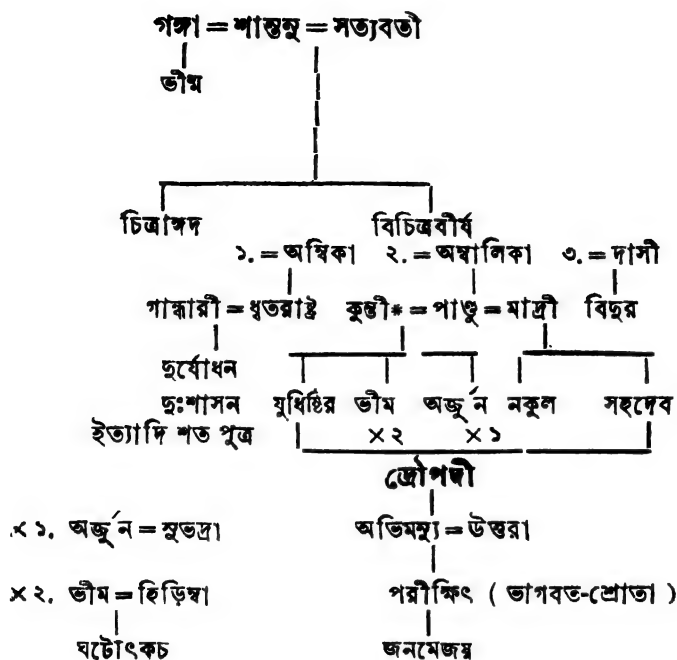 গঙ্গা = শান্তনু = সত্যবতী
ভীষ্ম
চিত্রাঙ্গদ বিচিত্রবীর্য
১. = অম্বিকা ২. = অম্বালিকা ৩. = দাসী
গান্ধারী = ধৃতরাষ্ট্র কুন্তী* = পাণ্ডু = মাদ্রী বিদুর
দুর্যোধন
দুঃশাসন যুধিষ্ঠির ভীম অর্জুন নকুল সহদেব
ইত্যাদি শত পুত্র ×২ ×১
দ্রৌপদী
×১. অর্জুন = সুভদ্রা অভিমন্যু = উত্তরা
×২. ভীম = হিড়িম্বা পরীক্ষিৎ ( ভাগবত-শ্রোতা )
ঘটোৎকচ জনমেজয়